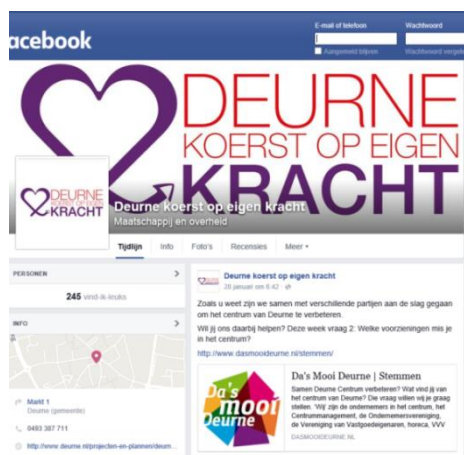 acebook
E-mail of telefoon
Wachtwoord
Aangemeld blijven
Wachtwoord vergete
DEURNE
KOERST OP EIGEN
KRACHT
DEURNE
KRACHT
Deurne koerst op eigen kracht
Maatschappij en overheid
Tijdlijn Info Foto's Recensies Meer
PERSONEN
245 vind-ik-leuks
INFO
Markt 1
Deurne (gemeente)
0493 387 711
http://www.deurne.nl/projecten-en-plannen/deurn...
Deurne koerst op eigen kracht
26 januari om 6:42
Zoals u weet zijn we samen met verschillende partijen aan de slag gegaan
om het centrum van Deurne te verbeteren.
Wil jij ons daarbij helpen? Deze week vraag 2: Welke voorzieningen mis je
in het centrum?
http://www.dasmooideurne.nl/stemmen/
Da's
mooi
Deurne
Da's Mooi Deurne | Stemmen
Samen Deurne Centrum verbeteren? Wat vind jij van
het centrum van Deurne? Die vraag willen wij je graag
stellen. 'Wij' zijn de ondernemers in het centrum, het
Centrummanagement, de Ondernemersvereniging,
de Vereniging van Vastgoedeigenaren, horeca, VVV
DASMOOIDEURNE.NL